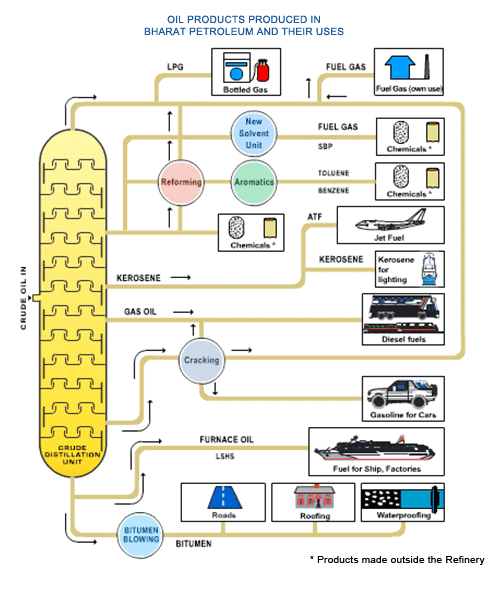 OIL PRODUCTS PRODUCED IN
BHARAT PETROLEUM AND THEIR USES
LPG
Bottled Gas
FUEL GAS
Fuel Gas (own use)
New
Solvent
Unit
FUEL GAS
SBP
Chemicals *
Reforming
Aromatics
TOLUENE
BENZENE
Chemicals *
Chemicals *
ATF
Jet Fuel
KEROSENE
KEROSENE
Kerosene
for
lighting
CRUDE OIL IN
GAS OIL
Diesel fuels
Cracking
Gasoline for Cars
CRUDE
DISTILLATION
UNIT
FURNACE OIL
LSHS
Fuel for Ship, Factories
Roads
Roofing
Waterproofing
BITUMEN
BLOWING
BITUMEN
* Products made outside the Refinery